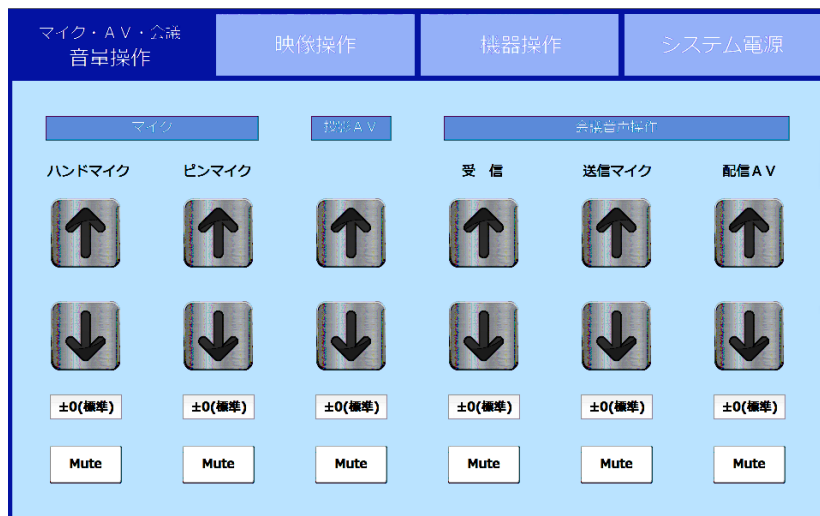 マイク・AV・会議
音量操作
映像操作
機器操作
システム電源
マイク
投影AV
会議音声操作
ハンドマイク
ピンマイク
受 信
送信マイク
配信AV
±0(標準)
±0(標準)
±0(標準)
±0(標準)
±0(標準)
±0(標準)
Mute
Mute
Mute
Mute
Mute
Mute